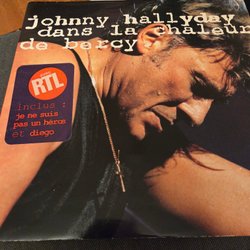 johnny hallyday
dans la chaleur
de bercy
RTL
inclus :
je ne suis
pas un héros
et diego